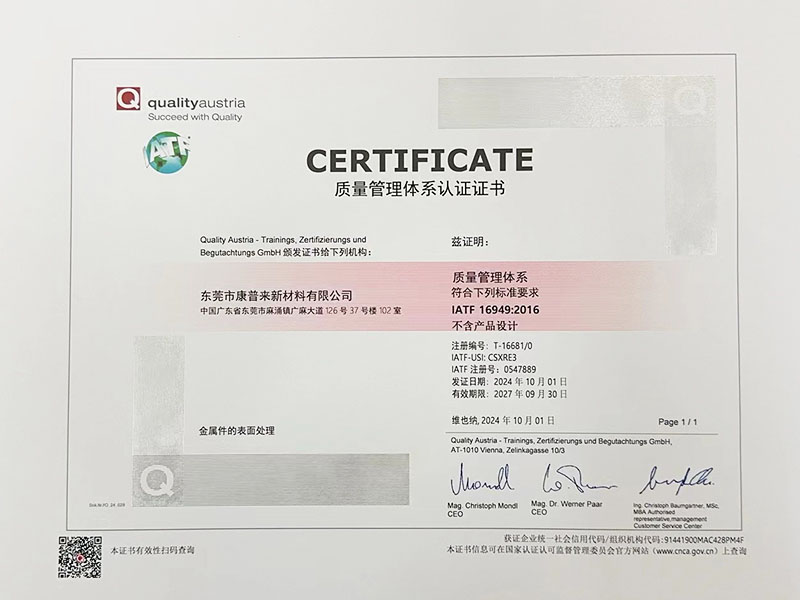 Q qualityaustria
Succeed with Quality
IATF
Q
CERTIFICATE
质量管理体系认证证书
Quality Austria - Trainings, Zertifizierungs und
Begutachtungs GmbH 颁发证书给下列机构：
东莞市康普来新材料有限公司
中国广东省东莞市麻涌镇广麻大道 126 号 37 号楼 102 室
金属件的表面处理
兹证明：
质量管理体系
符合下列标准要求
IATF 16949:2016
不含产品设计
注册编号： T-16681/0
IATF-USI: CSXRE3
IATF 注册号： 0547889
发证日期： 2024 年 10 月 01 日
有效期限： 2027 年 09 月 30 日
维也纳, 2024 年 10 月 01 日
Page 1 / 1
Quality Austria - Trainings, Zertifizierungs und Begutachtungs GmbH,
AT-1010 Vienna, Zelinkagasse 10/3
Mag. Christoph Mondl
CEO
Mag. Dr. Werner Paar
CEO
Ing. Christoph Baumgartner, MSc,
MBA Authorised
representative,management
Customer Service Center
Q
本证书有效性扫码查询
获证企业统一社会信用代码/组织机构代码：91441900MAC428PM4F
本证书信息可在国家认证认可监督管理委员会官方网站（www.cnca.gov.cn）上查询